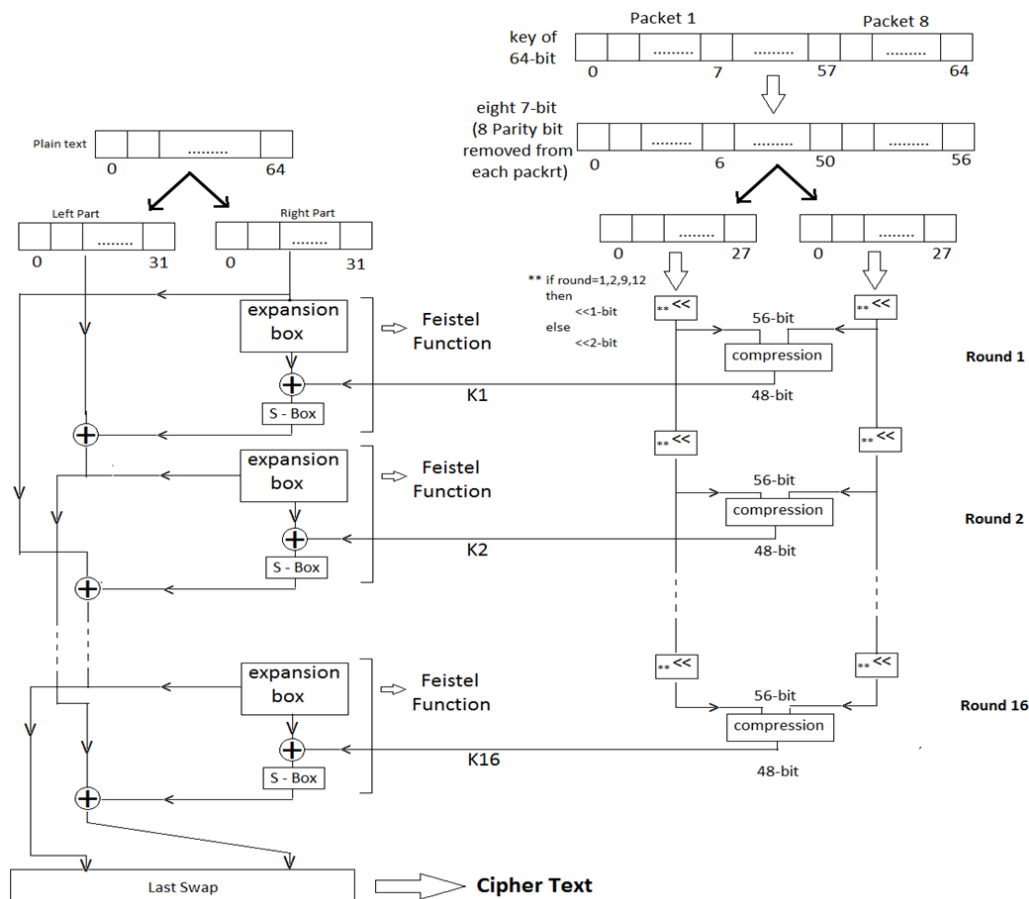 Packet 1 Packet 8
key of
64-bit
.........
.........
.........
0 7 57 64
eight 7-bit
(8 Parity bit
removed from
each packrt)
.........
.........
.........
0 6 50 56
Plain text
.........
0 64
Left Part
Right Part
........
........
0 31
0 31
........
........
0 27
0 27
** if round=1,2,9,12
then
<<1-bit
else
<<2-bit
** <<
** <<
expansion
box
Feistel
Function
56-bit
compression
48-bit
Round 1
+
K1
S - Box
+
** <<
** <<
expansion
box
Feistel
Function
56-bit
compression
48-bit
Round 2
+
K2
S - Box
+
** <<
** <<
expansion
box
Feistel
Function
56-bit
compression
48-bit
Round 16
+
K16
S - Box
+
Last Swap
Cipher Text